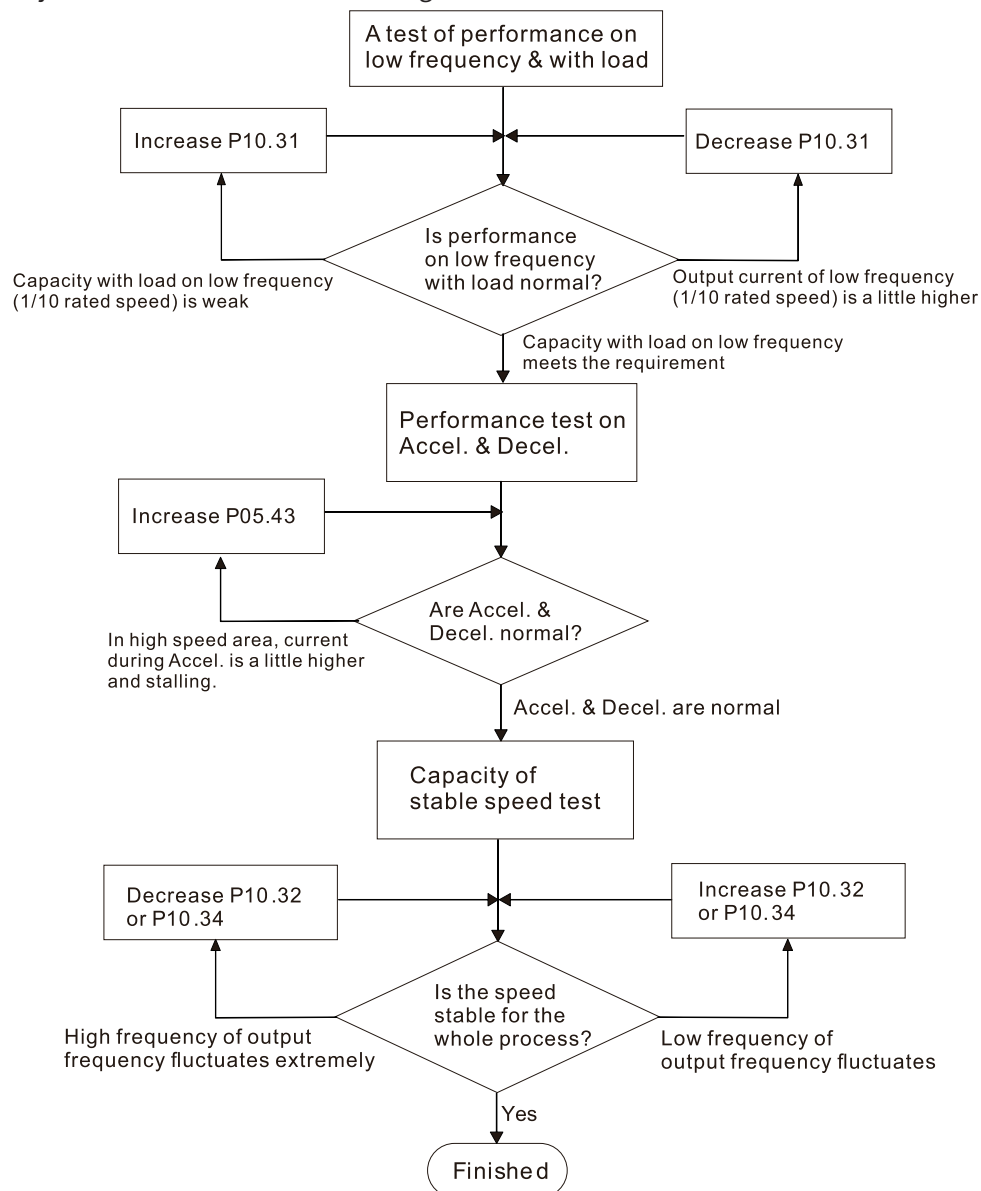 A test of performance on
low frequency & with load
Increase P10.31
Decrease P10.31
Is performance
on low frequency
with load normal?
Capacity with load on low frequency
(1/10 rated speed) is weak
Output current of low frequency
(1/10 rated speed) is a little higher
Capacity with load on low frequency
meets the requirement
Performance test on
Accel. & Decel.
Increase P05.43
Are Accel. &
Decel. normal?
In high speed area, current
during Accel. is a little higher
and stalling.
Accel. & Decel. are normal
Capacity of
stable speed test
Decrease P10.32
or P10.34
Increase P10.32
or P10.34
Is the speed
stable for the
whole process?
High frequency of output
frequency fluctuates extremely
Low frequency of
output frequency fluctuates
Yes
Finished